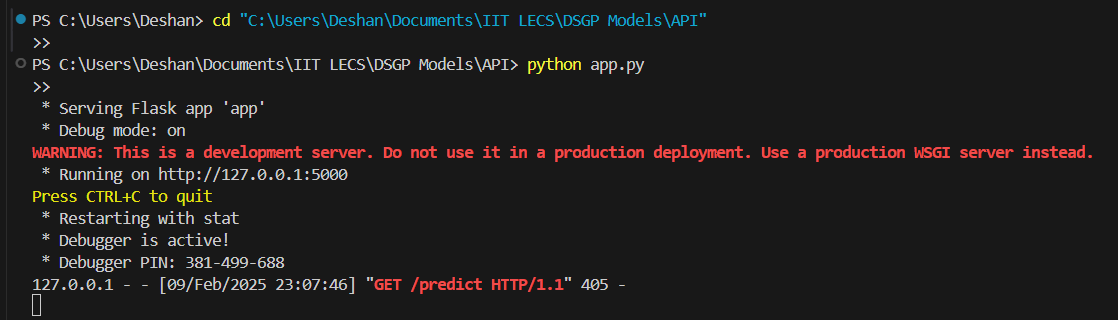 PS C:\Users\Deshan> cd "C:\Users\Deshan\Documents\IIT LECS\DSGP Models\API"
>>
PS C:\Users\Deshan\Documents\IIT LECS\DSGP Models\API> python app.py
>>
 * Serving Flask app 'app'
 * Debug mode: on
WARNING: This is a development server. Do not use it in a production deployment. Use a production WSGI server instead.
 * Running on http://127.0.0.1:5000
Press CTRL+C to quit
 * Restarting with stat
 * Debugger is active!
 * Debugger PIN: 381-499-688
127.0.0.1 - - [09/Feb/2025 23:07:46] "GET /predict HTTP/1.1" 405 -